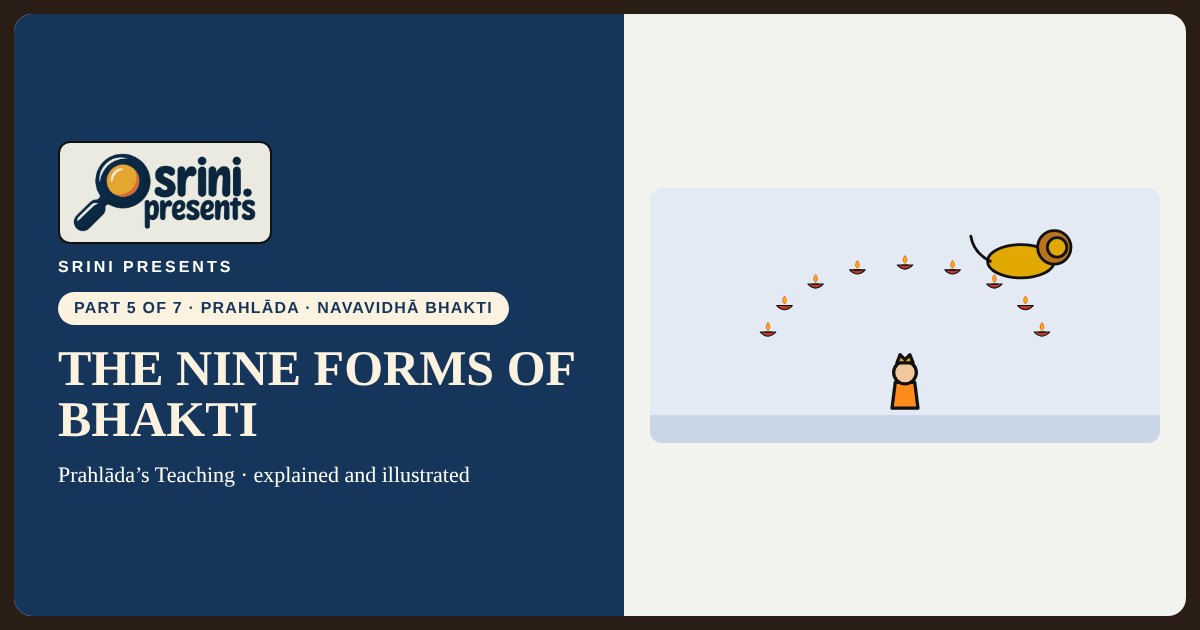 srini.
presents
SRINI PRESENTS
PART 5 OF 7 · PRAHLĀDA · NAVAVIDHĀ BHAKTI
THE NINE FORMS OF
BHAKTI
Prahlāda’s Teaching · explained and illustrated